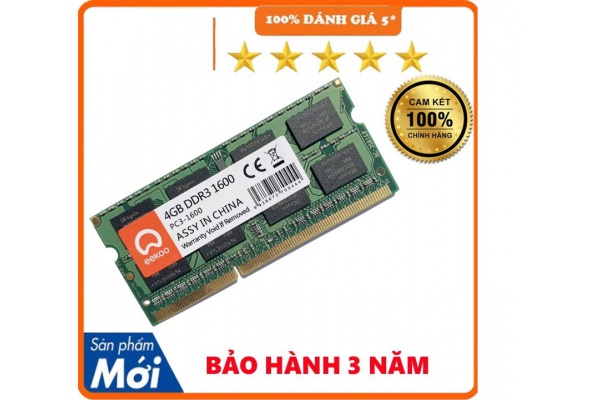 100% ĐÁNH GIÁ 5*
CAM KẾT
100%
CHÍNH HÃNG
4GB DDR3 1600
PC3-1600
ASSY IN CHINA
Warranty Void If Removed
CE
eekoo
Sản phẩm
Mới
BẢO HÀNH 3 NĂM